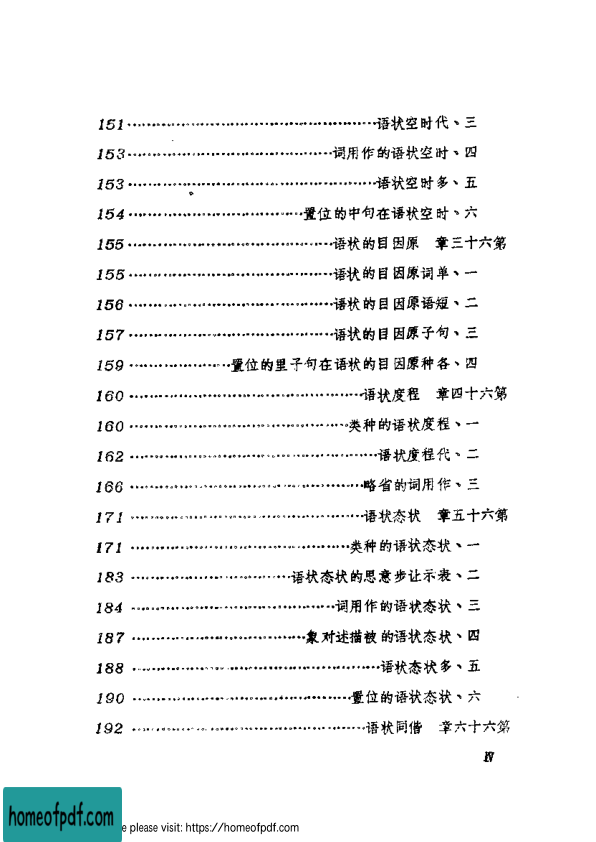 三、代时空状语 151
四、时空状语的作用词 153
五、多时空状语 153
六、时空状语在句中的位置 154
第六十三章 原因目的状语 155
一、单词原因目的状语 155
二、短语原因目的状语 156
三、句子原因目的状语 157
四、各种原因目的状语在句子里的位置 159
第六十四章 程度状语 160
一、程度状语的种类 160
二、代程度状语 162
三、作用词的省略 166
第六十五章 状态状语 171
一、状态状语的种类 171
二、表示让步意思的状态状语 183
三、状态状语的作用词 184
四、状态状语的被描述对象 187
五、多状态状语 188
六、状态状语的位置 190
第六十六章 偕同状语 192
IV
homeofpdf.com
e please visit: https://homeofpdf.com